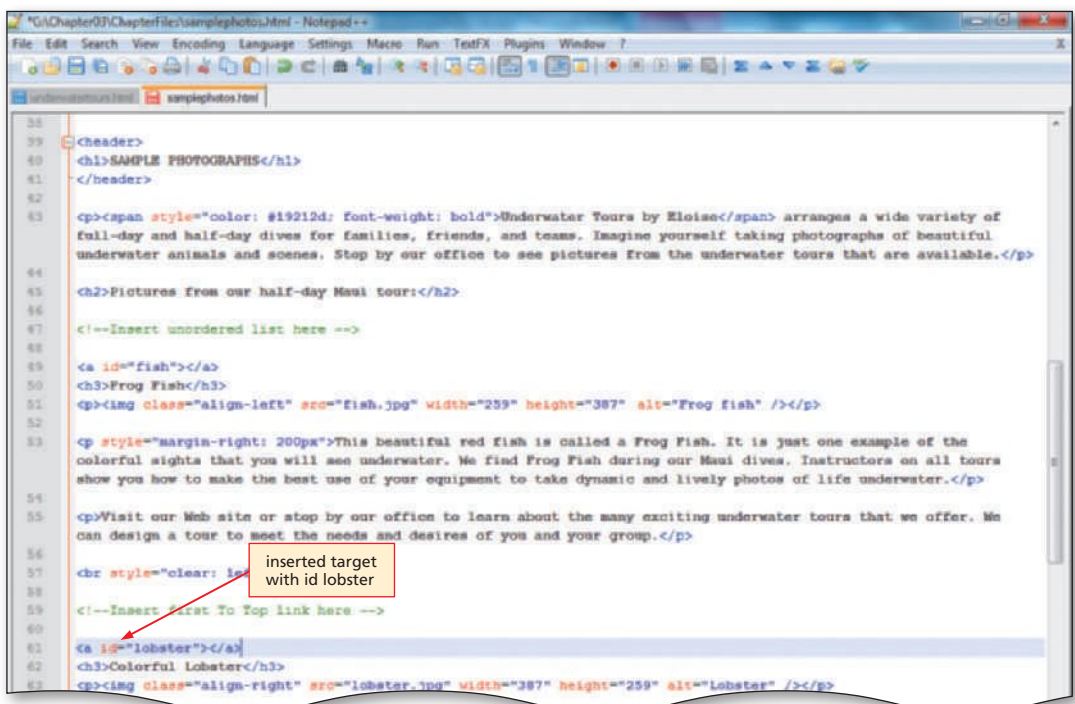 *G:\Chapter03\ChapterFiles\samplephotos.html - Notepad++
File Edit Search View Encoding Language Settings Macro Run TextFX Plugins Window ? X
underwatertours.html samplephotos.html
38
39 <header>
40 <h1>SAMPLE PHOTOGRAPHS</h1>
41 </header>
42
43 <p><span style="color: #19212d; font-weight: bold">Underwater Tours by Eloise</span> arranges a wide variety of
full-day and half-day dives for families, friends, and teams. Imagine yourself taking photographs of beautiful
underwater animals and scenes. Stop by our office to see pictures from the underwater tours that are available.</p>
44
45 <h2>Pictures from our half-day Maui tour:</h2>
46
47 <!--Insert unordered list here -->
48
49 <a id="fish"></a>
50 <h3>Frog Fish</h3>
51 <p><img class="align-left" src="fish.jpg" width="259" height="387" alt="Frog fish" /></p>
52
53 <p style="margin-right: 200px">This beautiful red fish is called a Frog Fish. It is just one example of the
colorful sights that you will see underwater. We find Frog Fish during our Maui dives. Instructors on all tours
show you how to make the best use of your equipment to take dynamic and lively photos of life underwater.</p>
54
55 <p>Visit our Web site or stop by our office to learn about the many exciting underwater tours that we offer. We
can design a tour to meet the needs and desires of you and your group.</p>
56
inserted target
with id lobster
57 <br style="clear: le
58
59 <!--Insert first To Top link here -->
60
61 <a id="lobster"></a>
62 <h3>Colorful Lobster</h3>
63 <p><img class="align-right" src="lobster.jpg" width="387" height="259" alt="Lobster" /></p>